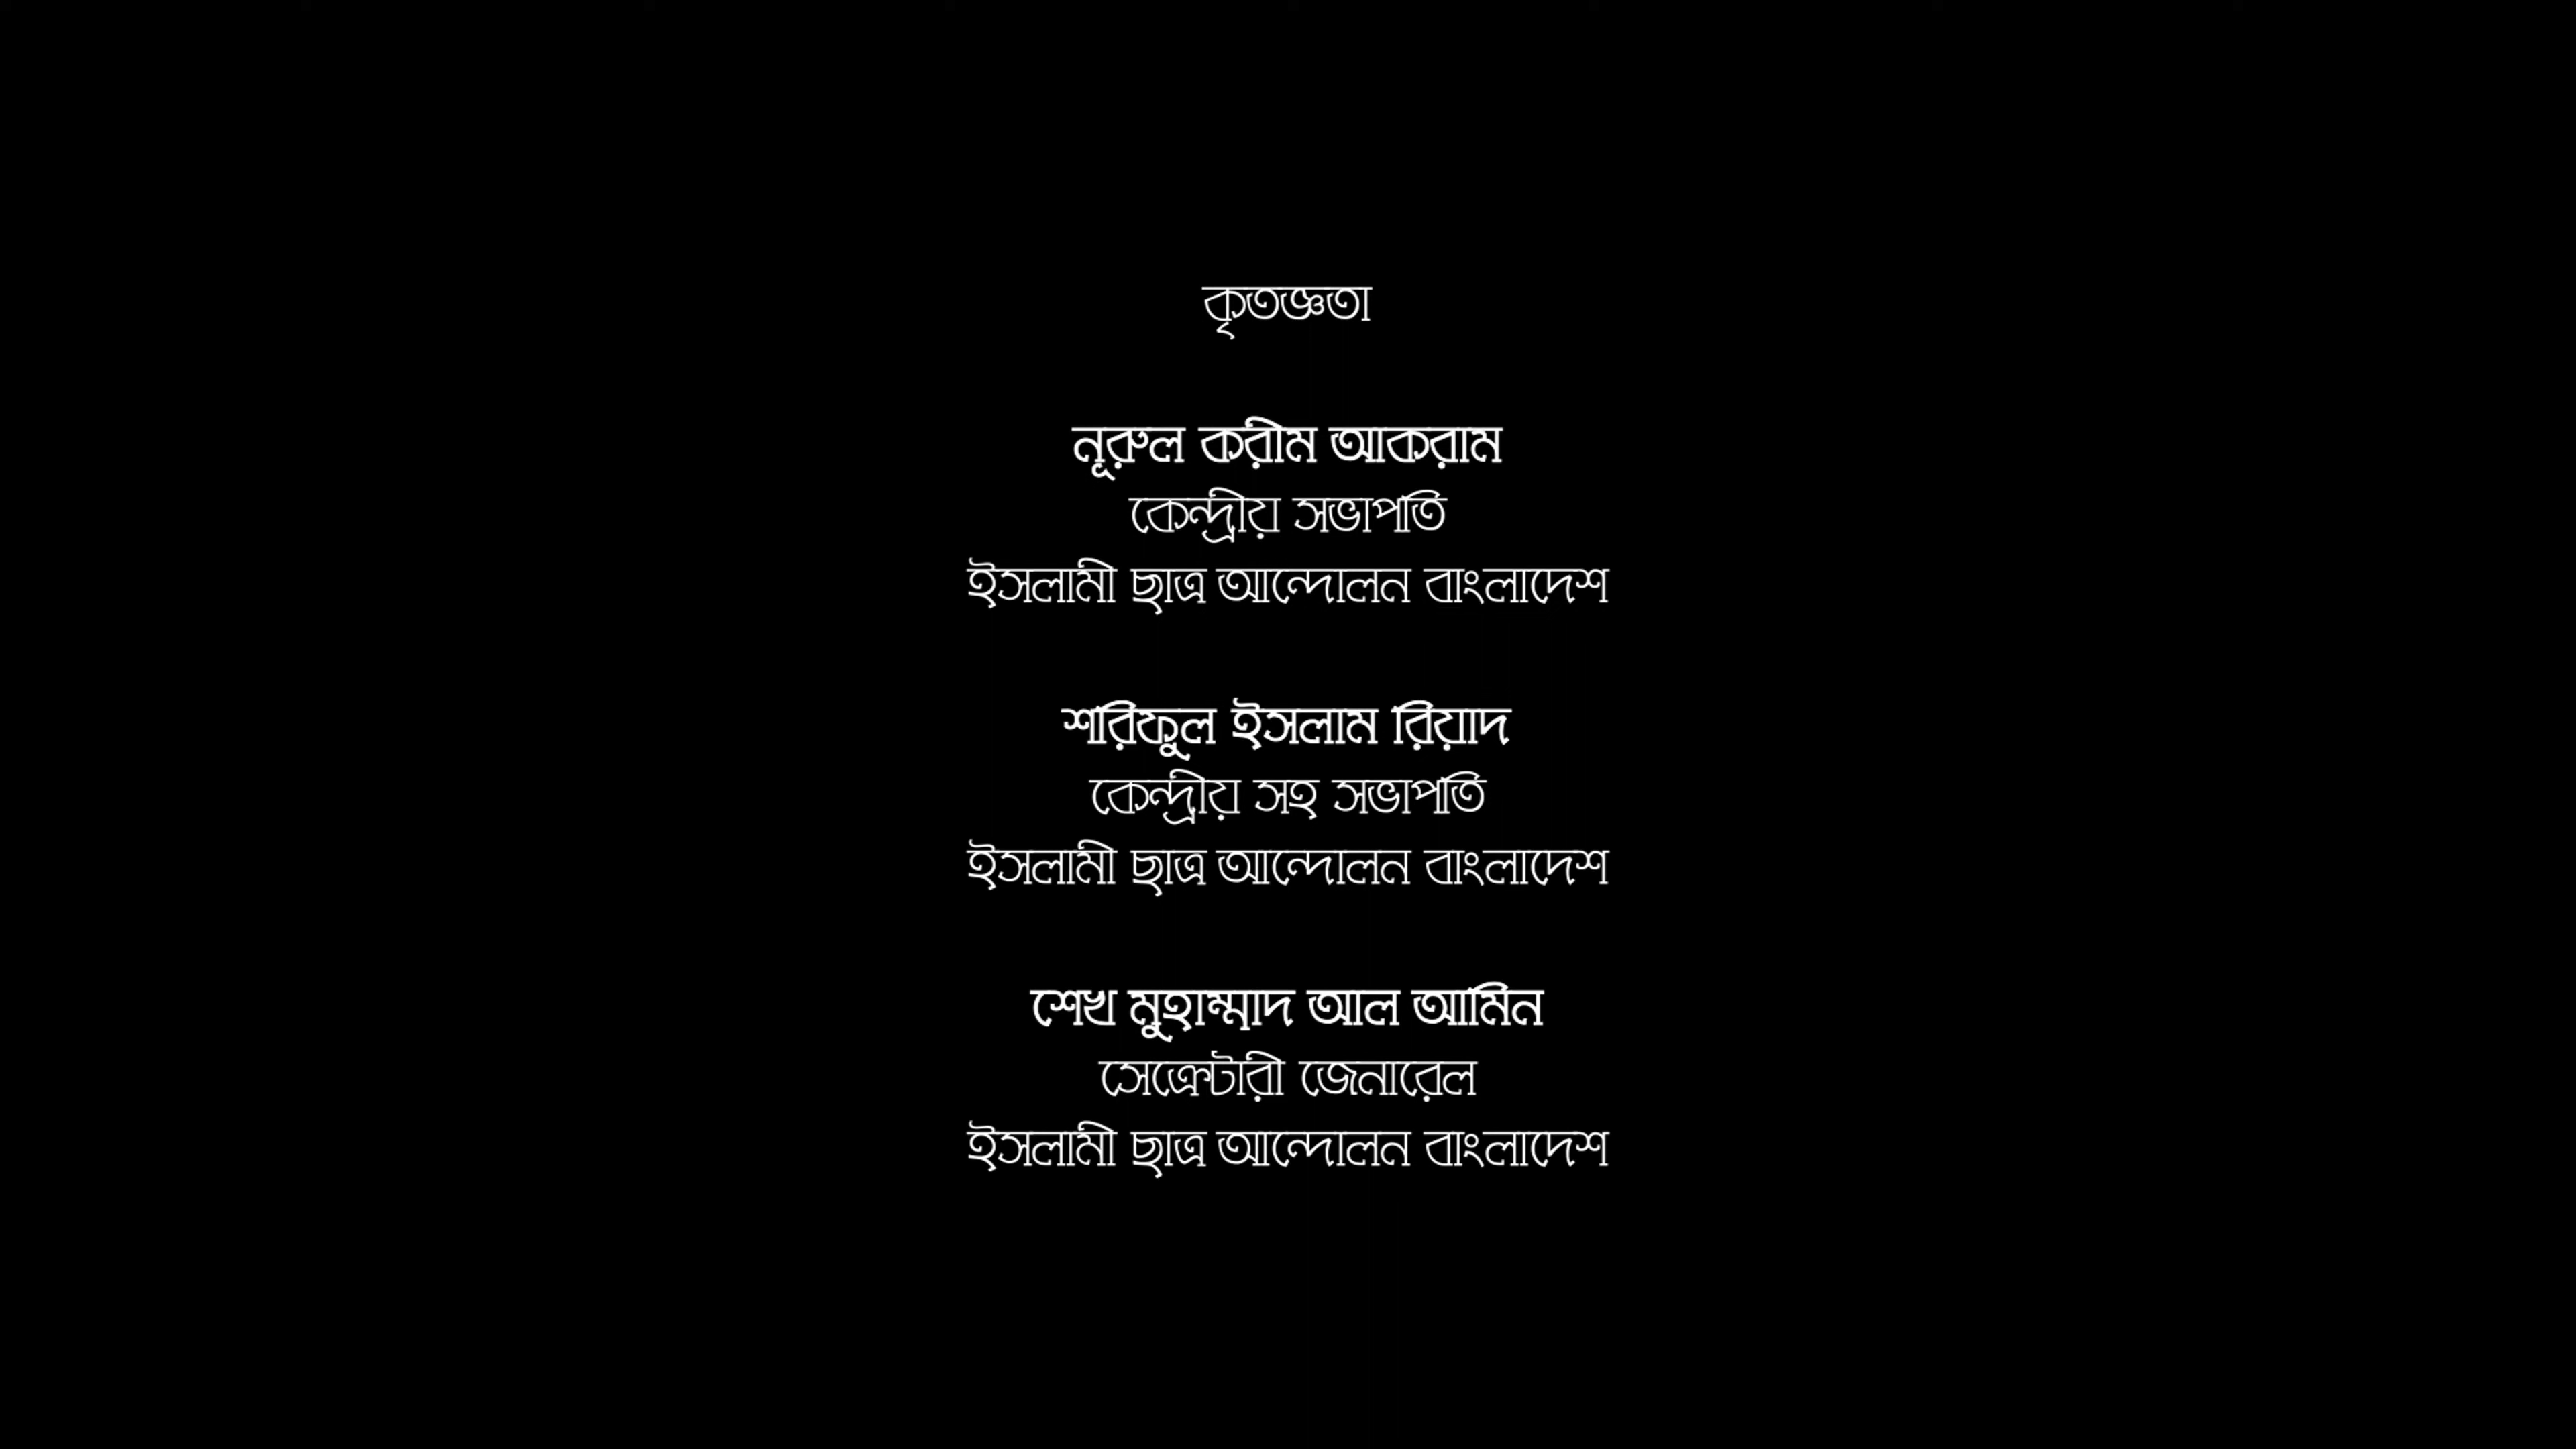 কৃতজ্ঞতা
নূরুল করীম আকরাম
কেন্দ্রীয় সভাপতি
ইসলামী ছাত্র আন্দোলন বাংলাদেশ
শরিফুল ইসলাম রিয়াদ
কেন্দ্রীয় সহ সভাপতি
ইসলামী ছাত্র আন্দোলন বাংলাদেশ
শেখ মুহাম্মাদ আল আমিন
সেক্রেটারী জেনারেল
ইসলামী ছাত্র আন্দোলন বাংলাদেশ